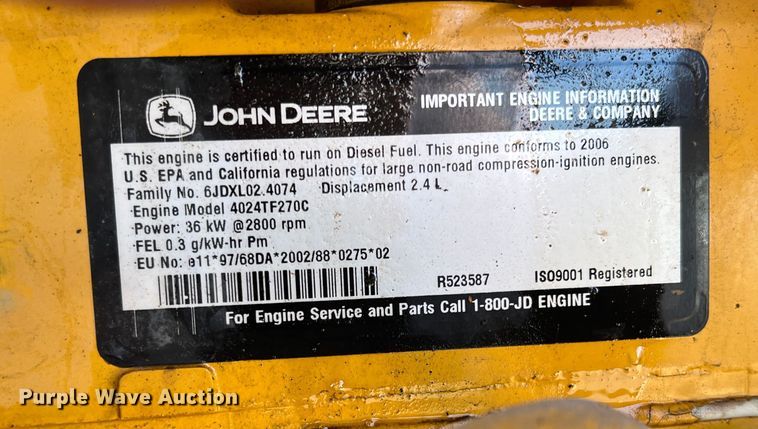 JOHN DEERE
IMPORTANT ENGINE INFORMATION
DEERE & COMPANY
This engine is certified to run on Diesel Fuel. This engine conforms to 2006
U.S. EPA and California regulations for large non-road compression-ignition engines.
Family No. 6JDXL02.4074 Displacement 2.4 L
Engine Model 4024TF270C
Power: 36 kW @2800 rpm
FEL 0.3 g/kW-hr Pm
EU No: e11*97/68DA*2002/88*0275*02
R523587 ISO9001 Registered
For Engine Service and Parts Call 1-800-JD ENGINE
Purple Wave Auction